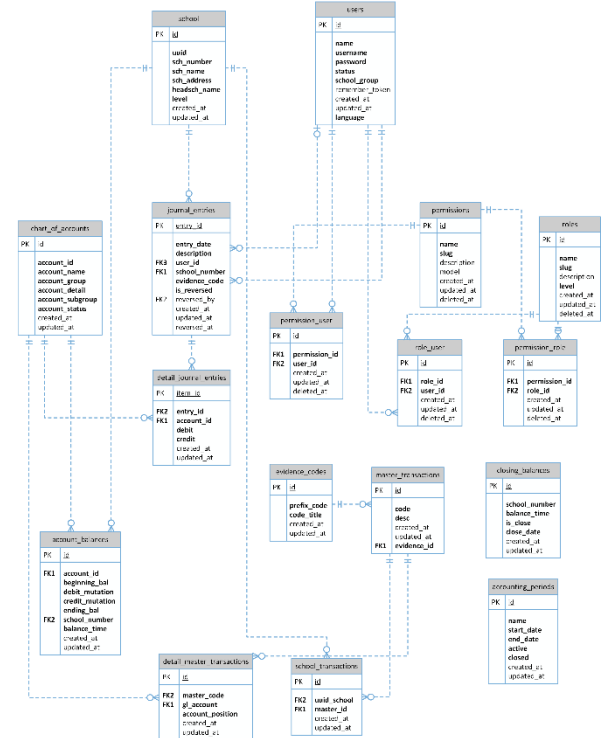 school
PK id
uuid
sch_number
sch_name
sch_address
headsch_name
level
created_at
updated_at
users
PK id
name
username
password
status
school_group
remember_token
created_at
updated_at
language
chart_of_accounts
PK id
account_id
account_name
account_group
account_detail
account_subgroup
account_status
created_at
updated_at
journal_entries
PK entry_id
entry_date
description
FK3 user_id
FK1 school_number
evidence_code
is_reversed
FK2 reversed_by
created_at
updated_at
reversed_at
permissions
PK id
name
slug
description
model
created_at
updated_at
deleted_at
roles
PK id
name
slug
description
level
created_at
updated_at
deleted_at
permission_user
PK id
FK1 permission_id
FK2 user_id
created_at
updated_at
deleted_at
role_user
PK id
FK1 role_id
FK2 user_id
created_at
updated_at
deleted_at
permission_role
PK id
FK1 permission_id
FK2 role_id
created_at
updated_at
deleted_at
detail_journal_entries
PK item_id
FK2 entry_id
FK1 account_id
debit
credit
created_at
updated_at
evidence_codes
PK id
prefix_code
code_title
created_at
updated_at
master_transactions
PK id
code
desc
created_at
updated_at
FK1 evidence_id
closing_balances
PK id
school_number
balance_time
is_close
close_date
created_at
updated_at
account_balances
PK id
FK1 account_id
beginning_bal
debit_mutation
credit_mutation
ending_bal
FK2 school_number
balance_time
created_at
updated_at
accounting_periods
PK id
name
start_date
end_date
active
closed
created_at
updated_at
detail_master_transactions
PK id
FK2 master_code
FK1 gl_account
account_position
created_at
updated_at
school_transactions
PK id
FK2 uuid_school
FK1 master_id
created_at
updated_at